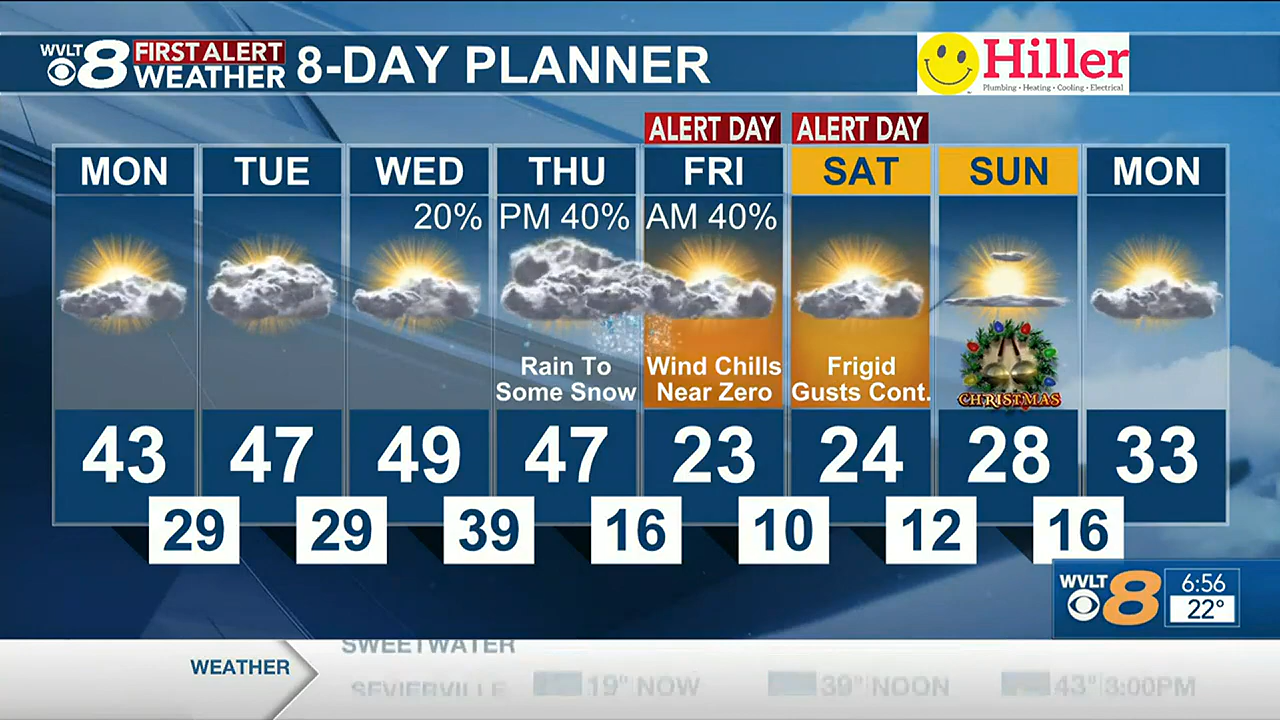 WVLT 8 FIRST ALERT WEATHER 8-DAY PLANNER
Hiller
Plumbing • Heating • Cooling • Electrical
ALERT DAY ALERT DAY
MON TUE WED THU FRI SAT SUN MON
20% PM 40% AM 40%
Rain To Some Snow
Wind Chills Near Zero
Frigid Gusts Cont.
CHRISTMAS
43 47 49 47 23 24 28 33
29 29 39 16 10 12 16
WVLT 8 6:56
22°
SWEETWATER
WEATHER
SEVIERVILLE 19° NOW 39° NOON 43° 3:00PM